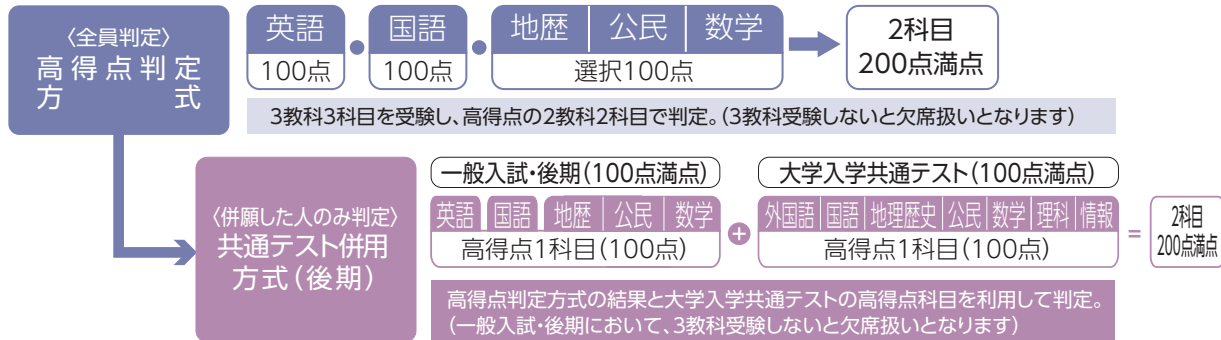 〈全員判定〉
高得点判定
方式
英語
100点
国語
100点
地歴 公民 数学
選択100点
2科目
200点満点
3教科3科目を受験し、高得点の2教科2科目で判定。(3教科受験しないと欠席扱いとなります)
〈併願した人のみ判定〉
共通テスト併用
方式(後期)
一般入試・後期(100点満点)
英語 国語 地歴 公民 数学
高得点1科目(100点)
+
大学入学共通テスト(100点満点)
外国語 国語 地理歴史 公民 数学 理科 情報
高得点1科目(100点)
=
2科目
200点満点
高得点判定方式の結果と大学入学共通テストの高得点科目を利用して判定。
(一般入試・後期において、3教科受験しないと欠席扱いとなります)